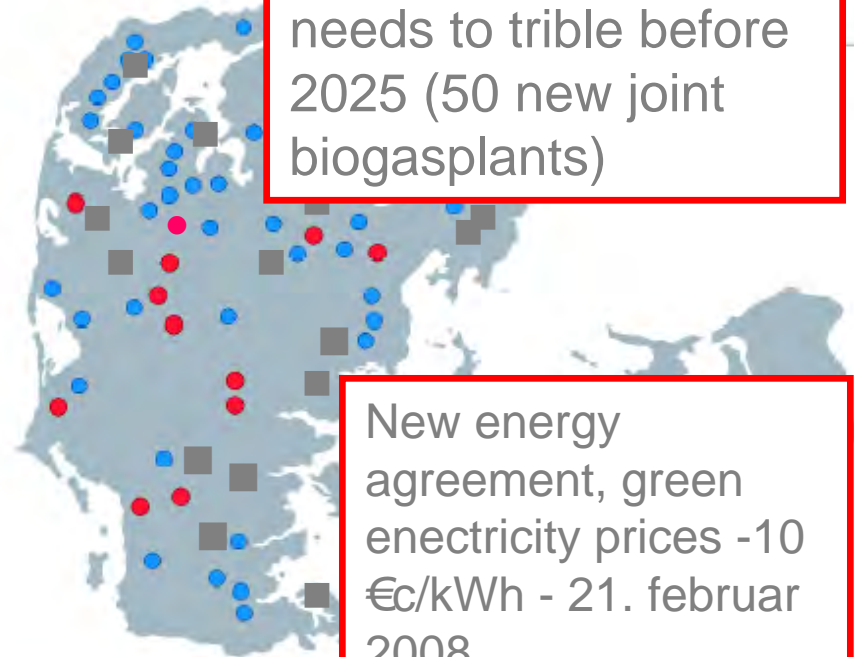 needs to trible before
2025 (50 new joint
biogasplants)
New energy
agreement, green
enectricity prices -10
€c/kWh - 21. februar
2008